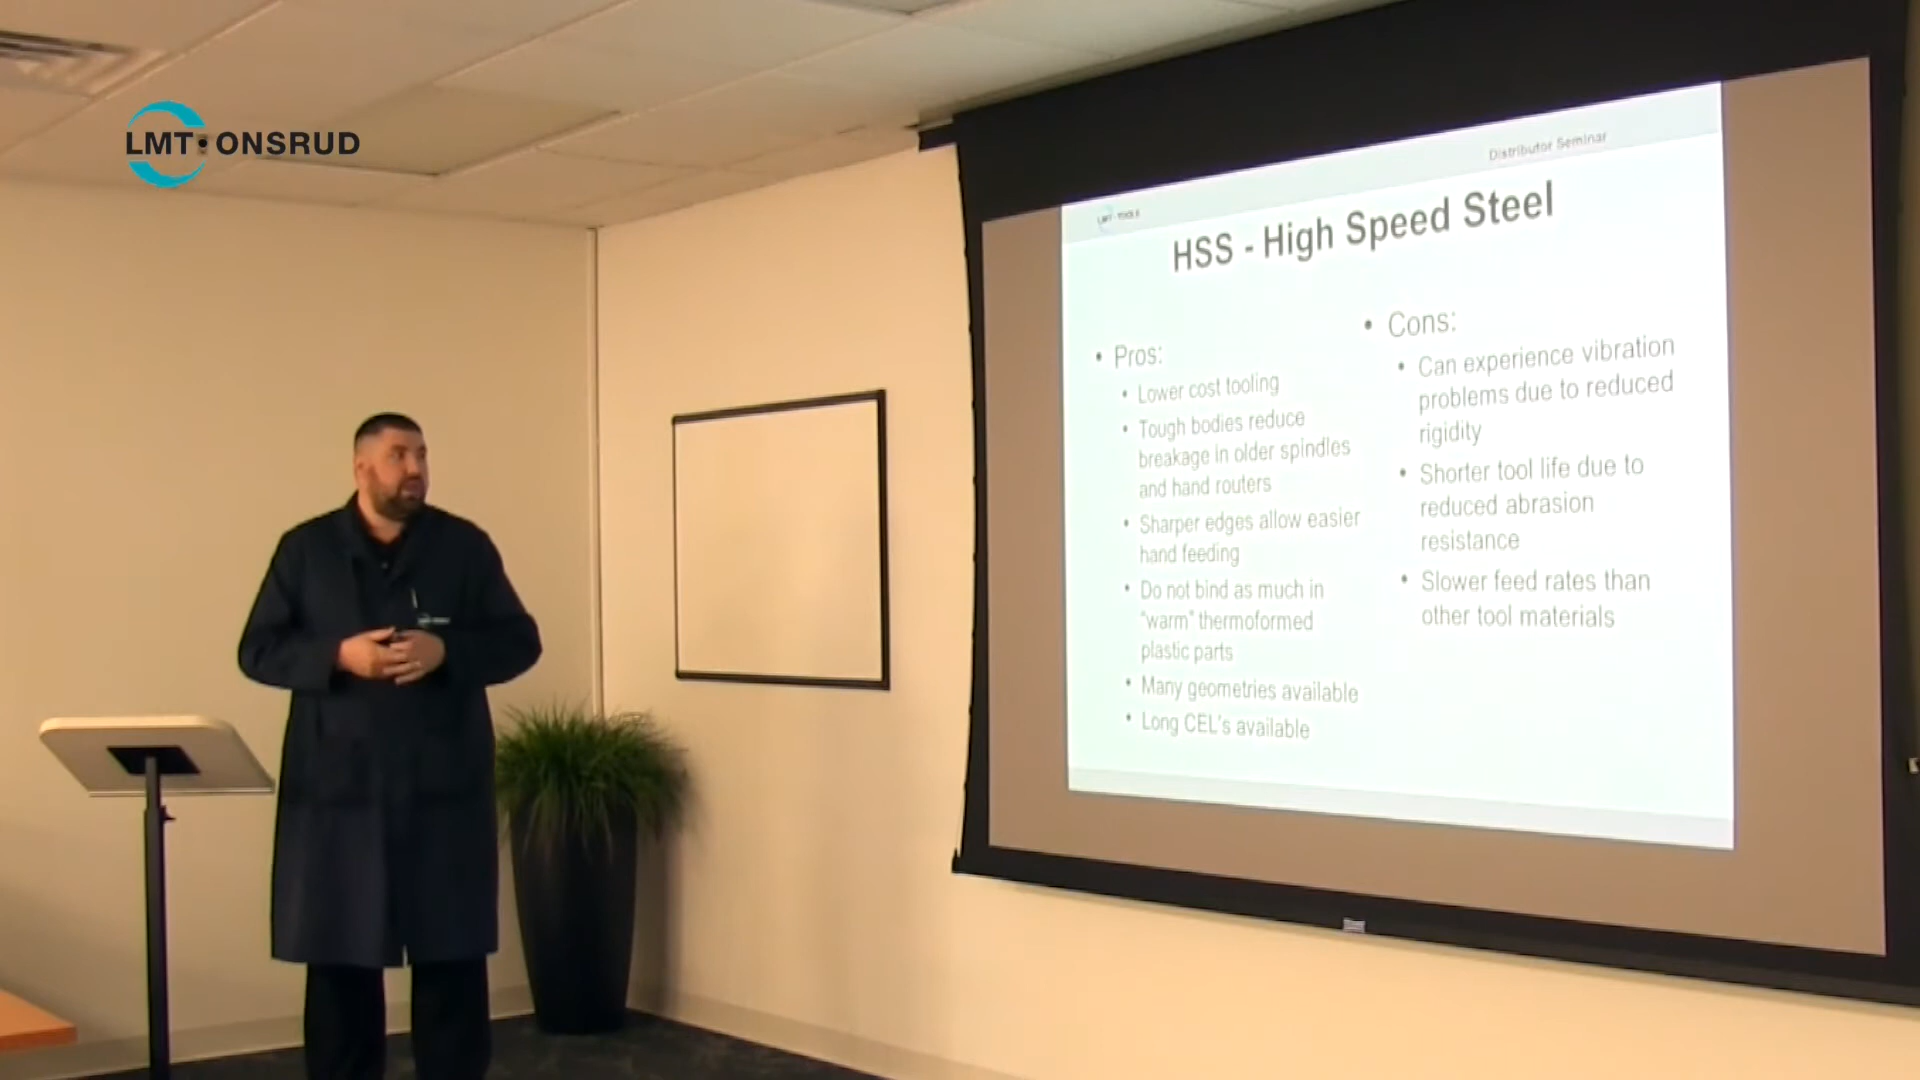 LMT ONSRUD
Distributor Seminar
LMT TOOLS
HSS - High Speed Steel
• Pros:
• Lower cost tooling
• Tough bodies reduce
breakage in older spindles
and hand routers
• Sharper edges allow easier
hand feeding
• Do not bind as much in
"warm" thermoformed
plastic parts
• Many geometries available
• Long CEL's available
• Cons:
• Can experience vibration
problems due to reduced
rigidity
• Shorter tool life due to
reduced abrasion
resistance
• Slower feed rates than
other tool materials